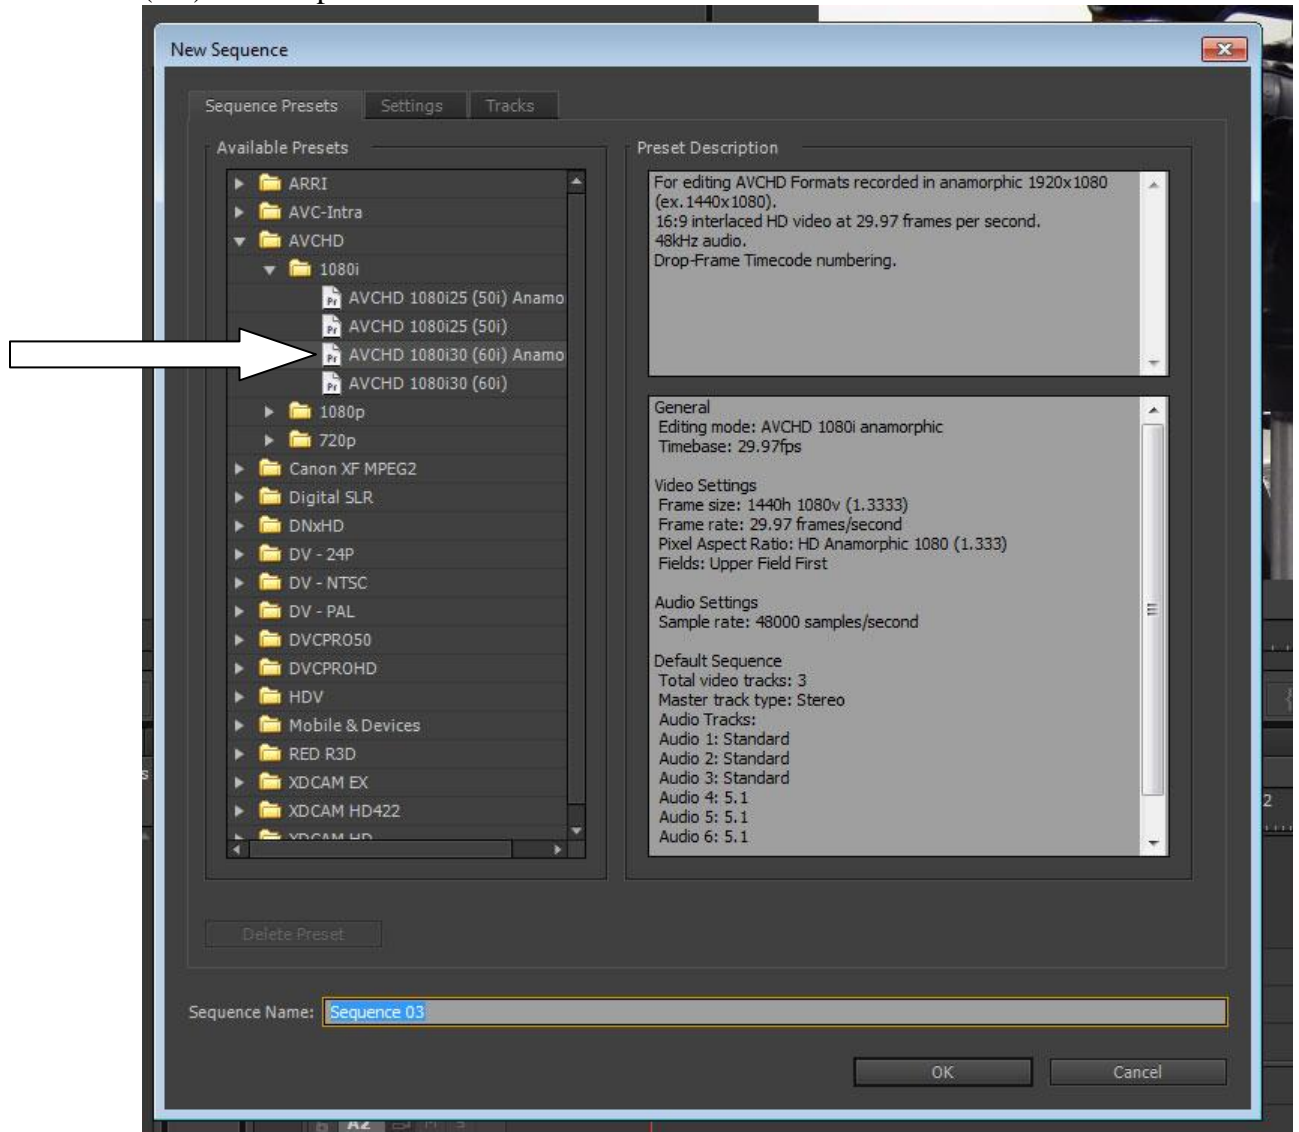 New Sequence
Sequence Presets Settings Tracks
Available Presets
ARRI
AVC-Intra
AVCHD
1080i
AVCHD 1080i25 (50i) Anamo
AVCHD 1080i25 (50i)
AVCHD 1080i30 (60i) Anamo
AVCHD 1080i30 (60i)
1080p
720p
Canon XF MPEG2
Digital SLR
DNxHD
DV - 24P
DV - NTSC
DV - PAL
DVCPRO50
DVCPROHD
HDV
Mobile & Devices
RED R3D
XDCAM EX
XDCAM HD422
XDCAM HD
Preset Description
For editing AVCHD Formats recorded in anamorphic 1920x1080
(ex. 1440x1080).
16:9 interlaced HD video at 29.97 frames per second.
48kHz audio.
Drop-Frame Timecode numbering.
General
Editing mode: AVCHD 1080i anamorphic
Timebase: 29.97fps
Video Settings
Frame size: 1440h 1080v (1.3333)
Frame rate: 29.97 frames/second
Pixel Aspect Ratio: HD Anamorphic 1080 (1.333)
Fields: Upper Field First
Audio Settings
Sample rate: 48000 samples/second
Default Sequence
Total video tracks: 3
Master track type: Stereo
Audio Tracks:
Audio 1: Standard
Audio 2: Standard
Audio 3: Standard
Audio 4: 5.1
Audio 5: 5.1
Audio 6: 5.1
Delete Preset
Sequence Name: Sequence 03
OK Cancel
A2 M S